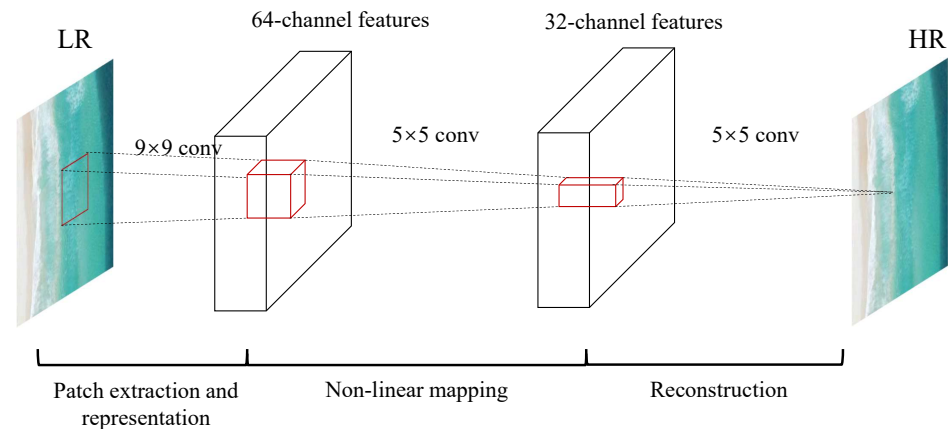 64-channel features
32-channel features
LR
HR
9×9 conv
5×5 conv
5×5 conv
Patch extraction and
representation
Non-linear mapping
Reconstruction